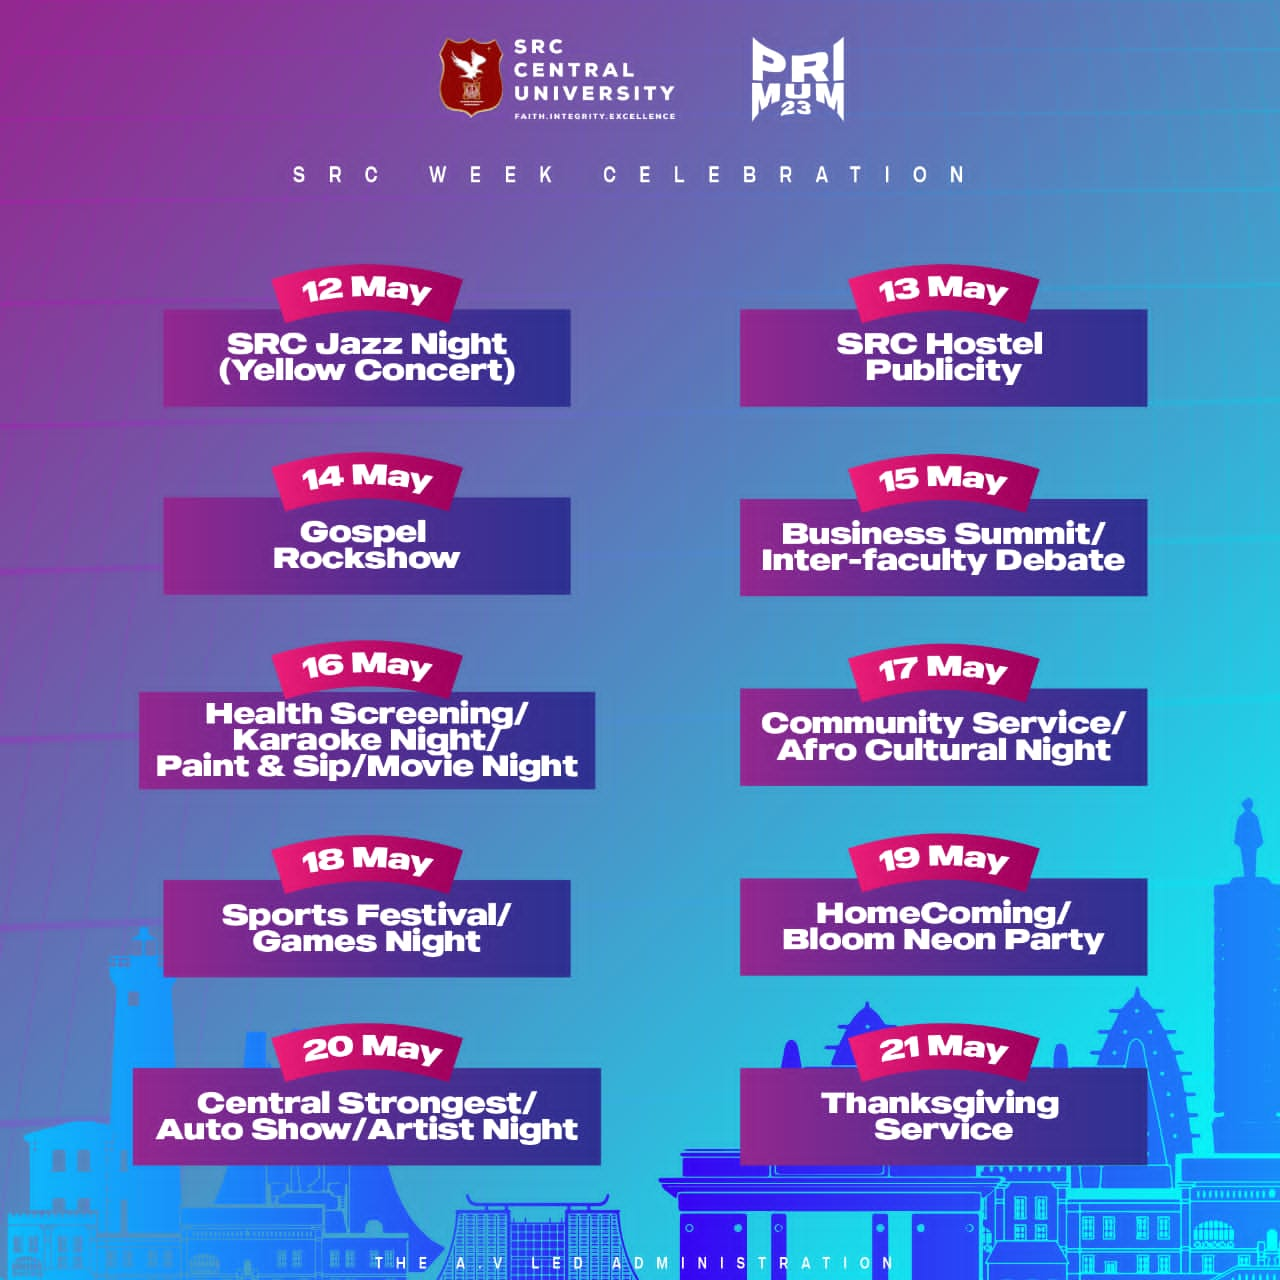 SRC
CENTRAL
UNIVERSITY
FAITH.INTEGRITY.EXCELLENCE
PRI
MUM
23
SRC WEEK CELEBRATION
12 May
SRC Jazz Night
(Yellow Concert)
13 May
SRC Hostel
Publicity
14 May
Gospel
Rockshow
15 May
Business Summit/
Inter-faculty Debate
16 May
Health Screening/
Karaoke Night/
Paint & Sip/Movie Night
17 May
Community Service/
Afro Cultural Night
18 May
Sports Festival/
Games Night
19 May
HomeComing/
Bloom Neon Party
20 May
Central Strongest/
Auto Show/Artist Night
21 May
Thanksgiving
Service
THE A.V LED ADMINISTRATION